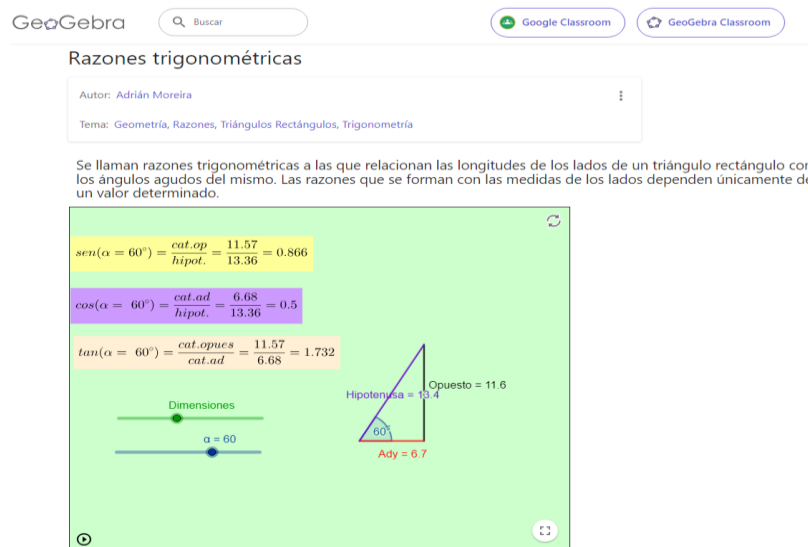 GeoGebra
Buscar
Google Classroom
GeoGebra Classroom
Razones trigonométricas
Autor: Adrián Moreira
Tema: Geometría, Razones, Triángulos Rectángulos, Trigonometría
Se llaman razones trigonométricas a las que relacionan las longitudes de los lados de un triángulo rectángulo
los ángulos agudos del mismo. Las razones que se forman con las medidas de los lados dependen únicamente
un valor determinado.
sen(α = 60°) = cat.op / hipot. = 11.57 / 13.36 = 0.866
cos(α = 60°) = cat.ad / hipot. = 6.68 / 13.36 = 0.5
tan(α = 60°) = cat.opues / cat.ad = 11.57 / 6.68 = 1.732
Opuesto = 11.6
Hipotenusa = 13.4
Dimensiones
60°
α = 60
Ady = 6.7